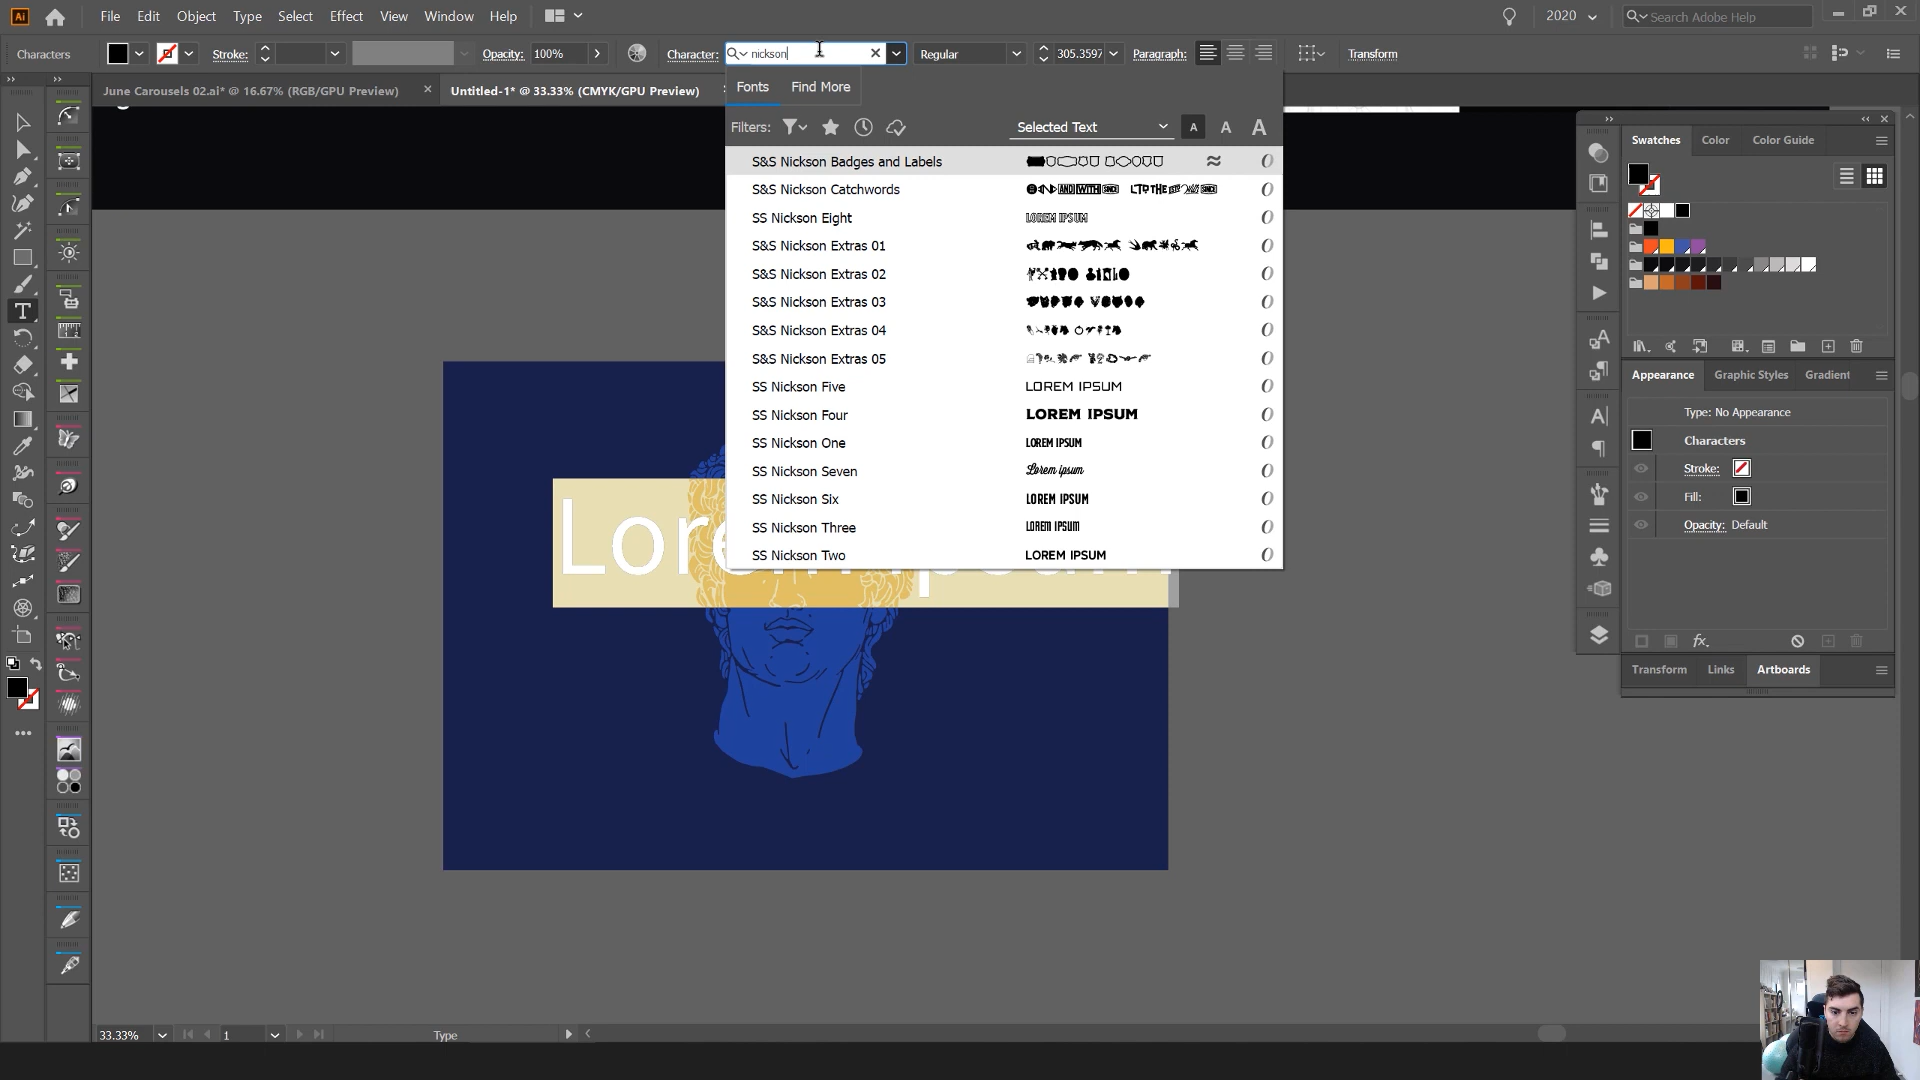 Ai File Edit Object Type Select Effect View Window Help 2020 Search Adobe Help
Characters Stroke: Opacity: 100% Character: nickson Regular 305.3597 Paragraph: Transform
June Carousels 02.ai* @ 16.67% (RGB/GPU Preview) Untitled-1* @ 33.33% (CMYK/GPU Preview)
Fonts Find More
Filters: Selected Text A A A
S&S Nickson Badges and Labels
S&S Nickson Catchwords
SS Nickson Eight LOREM IPSUM
S&S Nickson Extras 01
S&S Nickson Extras 02
S&S Nickson Extras 03
S&S Nickson Extras 04
S&S Nickson Extras 05
SS Nickson Five LOREM IPSUM
SS Nickson Four LOREM IPSUM
SS Nickson One LOREM IPSUM
SS Nickson Seven Lorem ipsum
SS Nickson Six LOREM IPSUM
SS Nickson Three LOREM IPSUM
SS Nickson Two LOREM IPSUM
Swatches Color Color Guide
Appearance Graphic Styles Gradient
Type: No Appearance
Characters
Stroke:
Fill:
Opacity: Default
Transform Links Artboards
33.33% 1 Type